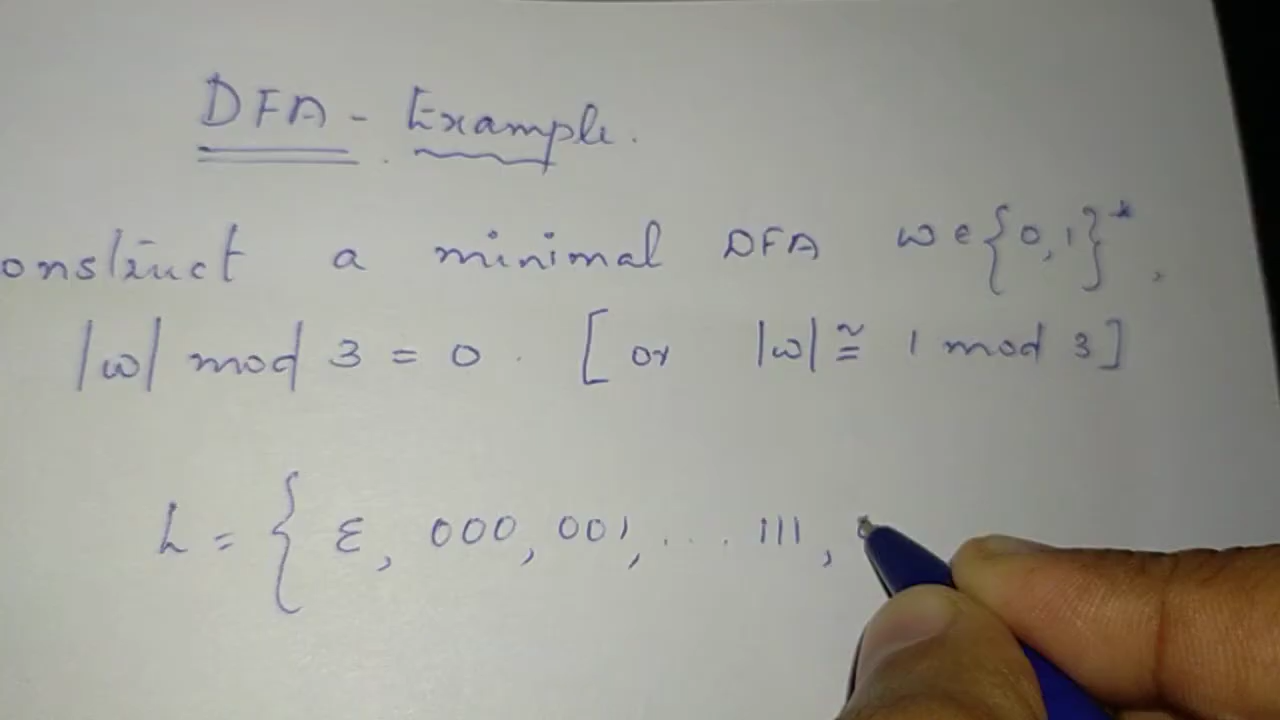 DFA - Example.
onstruct a minimal DFA w ∈ {0,1}*,
|w| mod 3 = 0. [or |w| ≅ 1 mod 3]
L = { ε, 000, 001, ... 111,